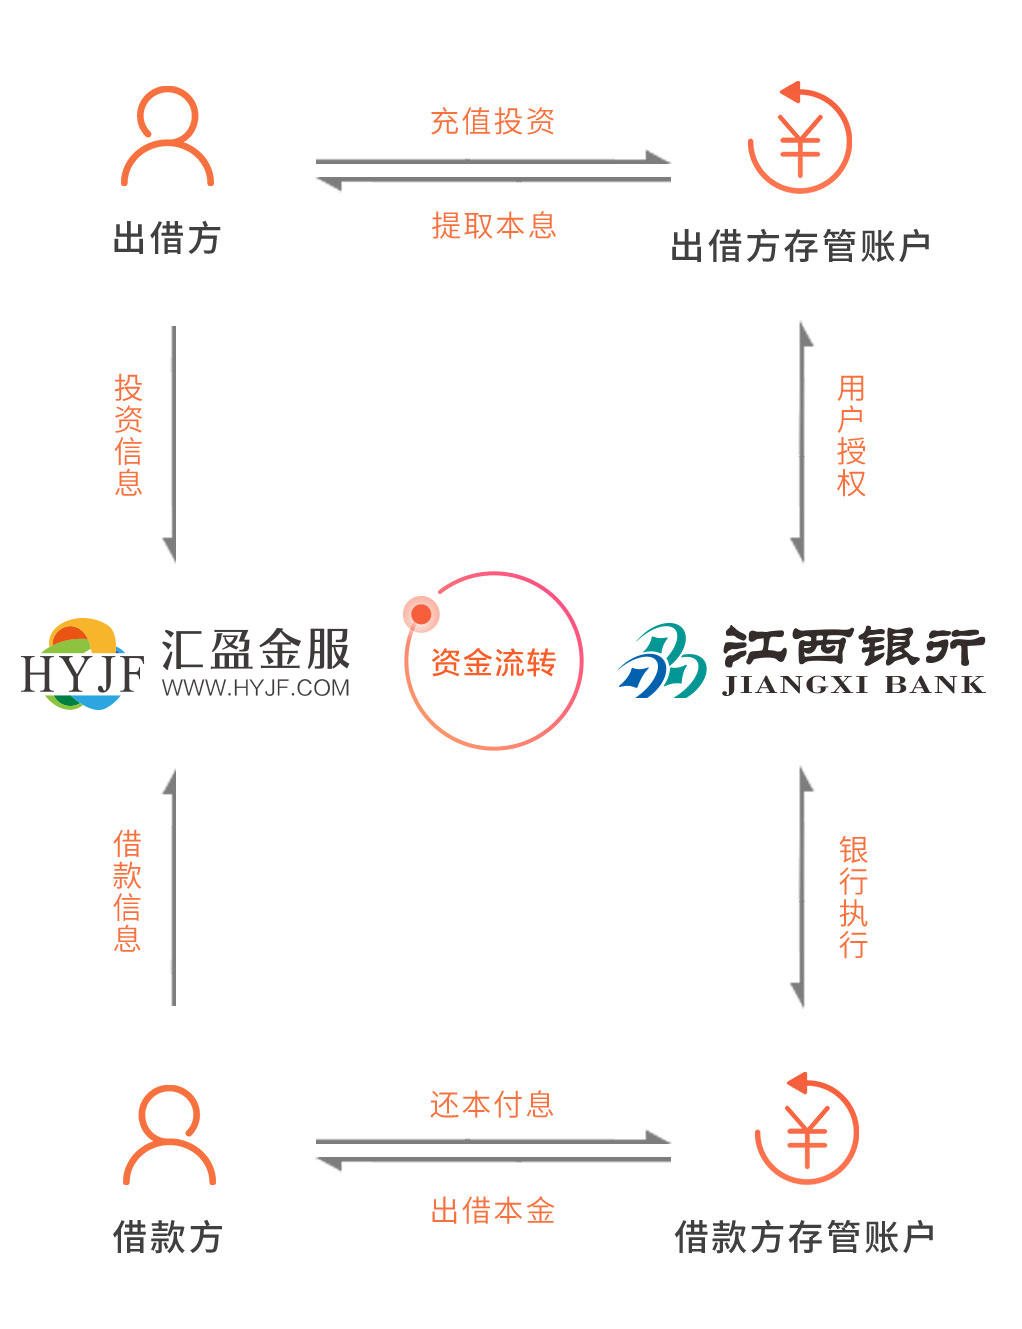 充值投资
提取本息
出借方
出借方存管账户
投资信息
用户授权
HYJF
汇盈金服
WWW.HYJF.COM
资金流转
江西银行
JIANGXI BANK
借款信息
银行执行
还本付息
出借本金
借款方
借款方存管账户